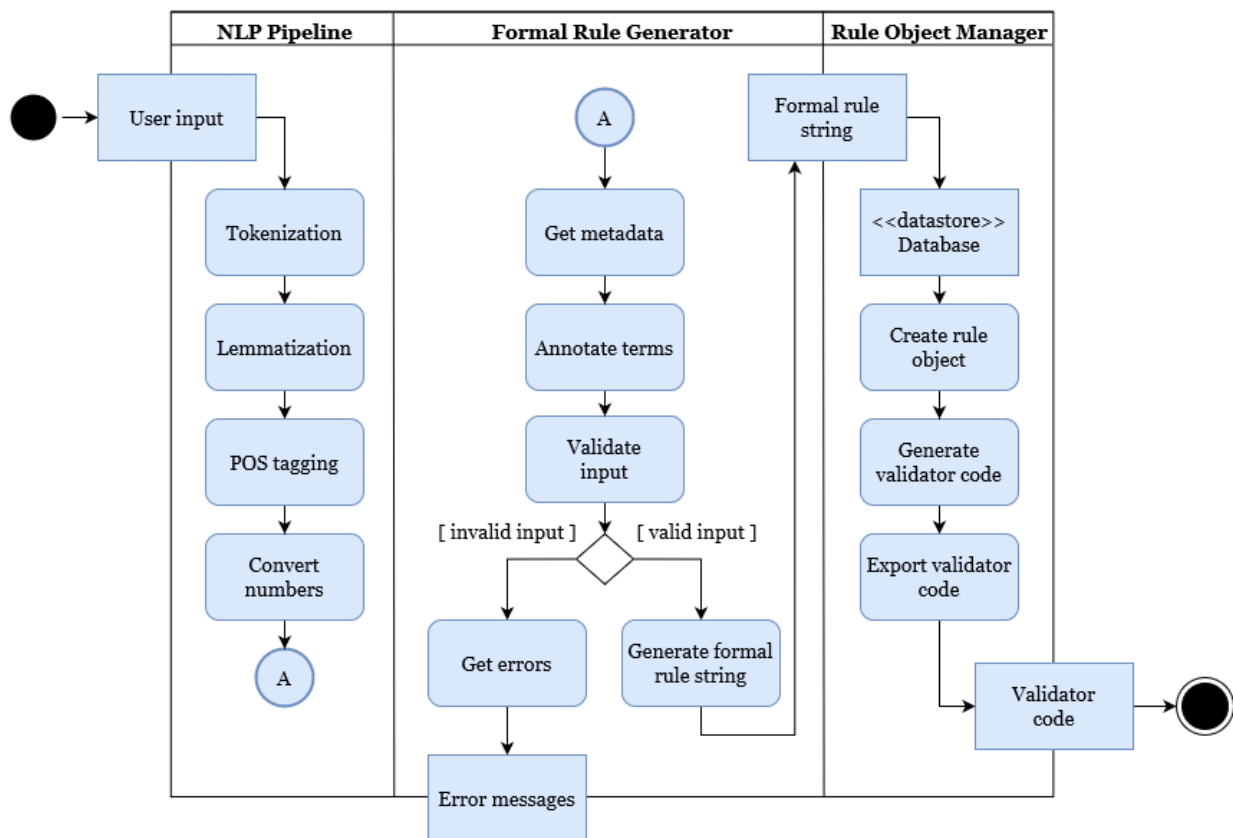 NLP Pipeline
Formal Rule Generator
Rule Object Manager
User input
Tokenization
Lemmatization
POS tagging
Convert
numbers
A
A
Get metadata
Annotate terms
Validate
input
[ invalid input ]
[ valid input ]
Get errors
Generate formal
rule string
Error messages
Formal rule
string
<<datastore>>
Database
Create rule
object
Generate
validator code
Export validator
code
Validator
code